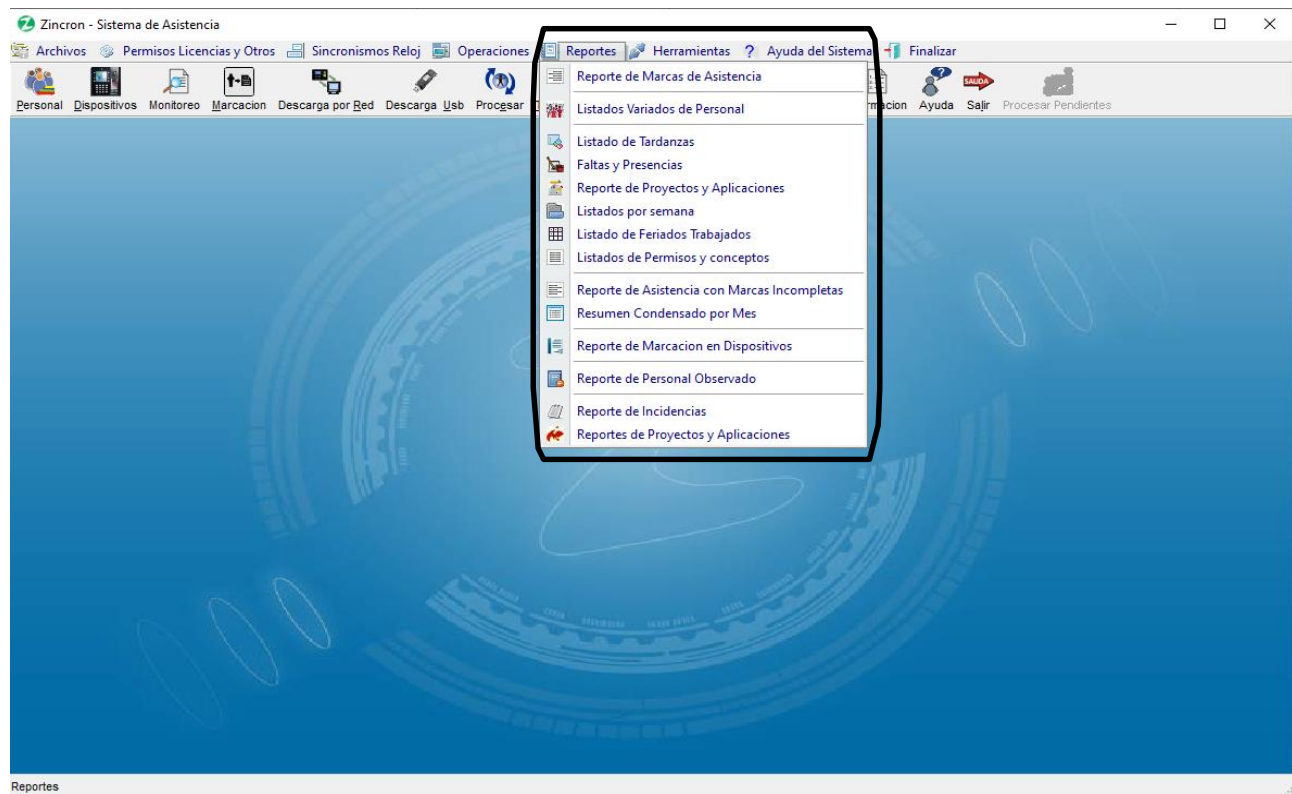 Zincron - Sistema de Asistencia
Archivos Permisos Licencias y Otros Sincronismos Reloj Operaciones Reportes Herramientas ? Ayuda del Sistema Finalizar
Personal Dispositivos Monitoreo Marcacion Descarga por Red Descarga Usb Procesar Ayuda Salir Procesar Pendientes
SALIDA
Reporte de Marcas de Asistencia
Listados Variados de Personal
Listado de Tardanzas
Faltas y Presencias
Reporte de Proyectos y Aplicaciones
Listados por semana
Listado de Feriados Trabajados
Listados de Permisos y conceptos
Reporte de Asistencia con Marcas Incompletas
Resumen Condensado por Mes
Reporte de Marcacion en Dispositivos
Reporte de Personal Observado
Reporte de Incidencias
Reportes de Proyectos y Aplicaciones
Reportes